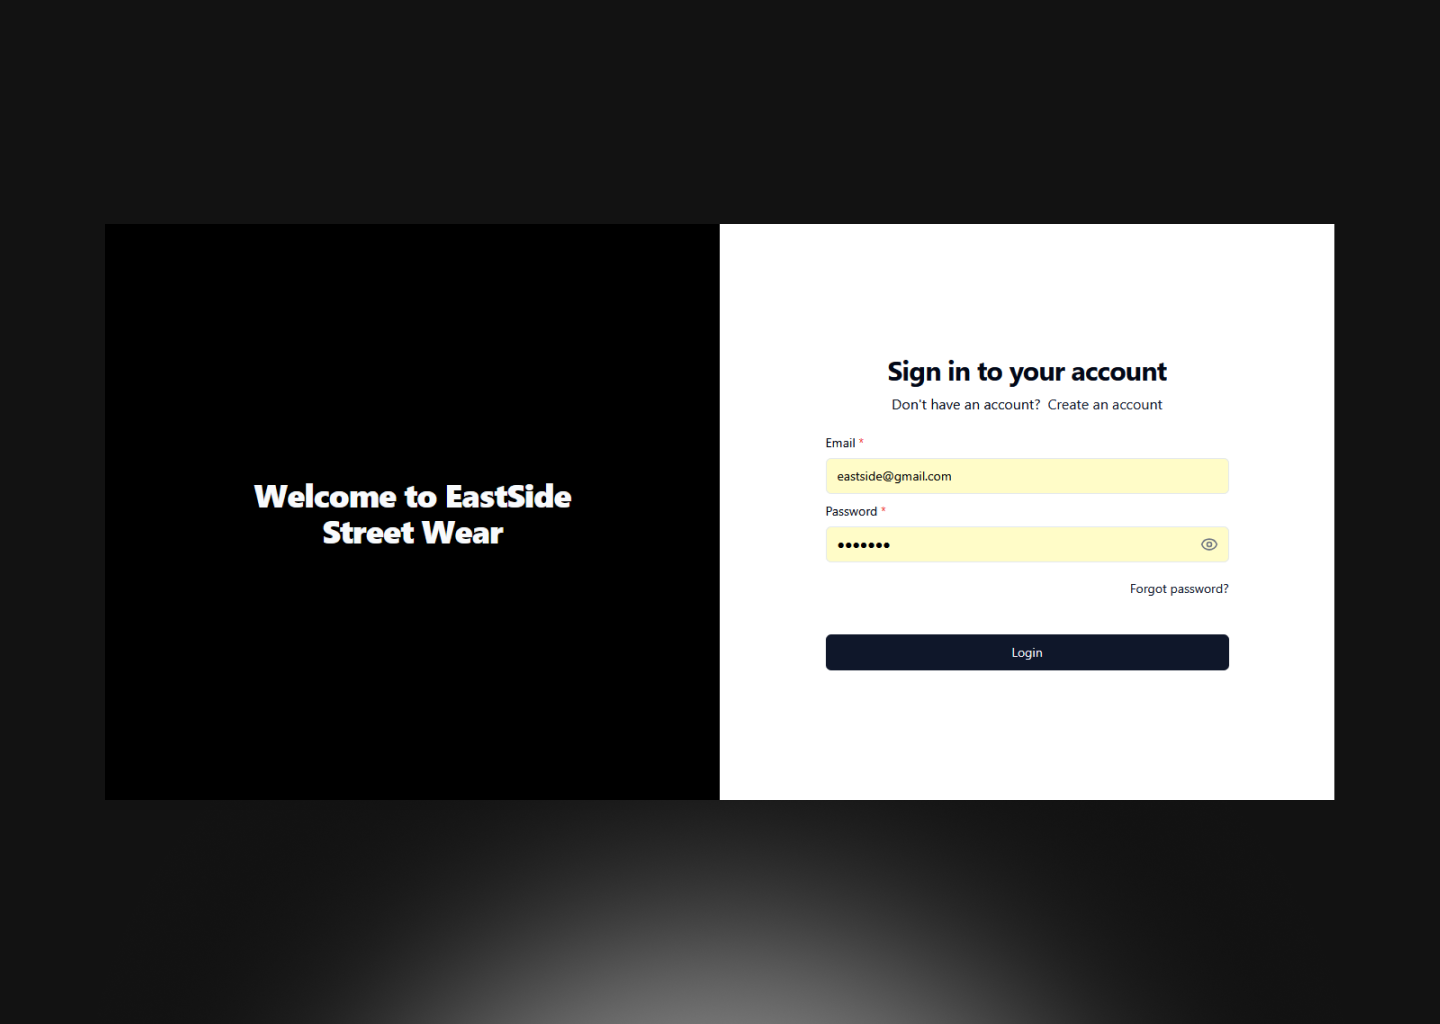 Welcome to EastSide
Street Wear
Sign in to your account
Don't have an account? Create an account
Email *
eastside@gmail.com
Password *
•••••••
Forgot password?
Login